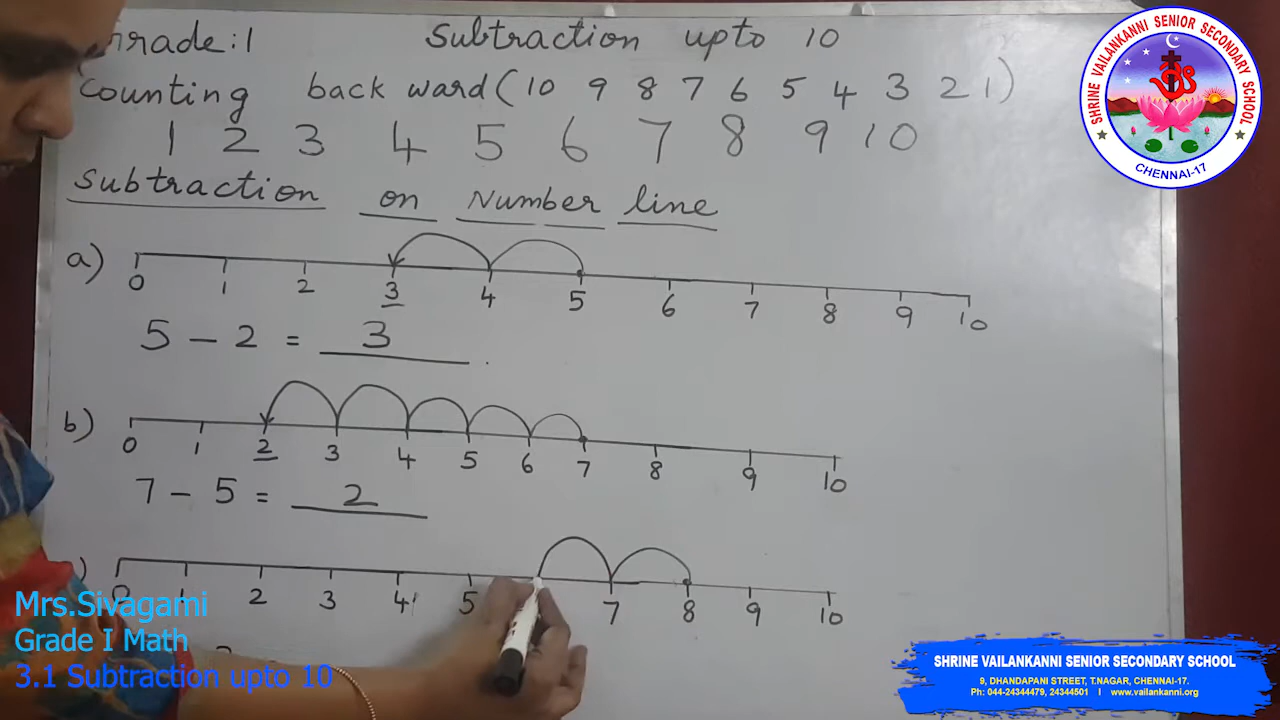 Grade:1 Subtraction upto 10
Counting back ward (10 9 8 7 6 5 4 3 2 1)
1 2 3 4 5 6 7 8 9 10
Subtraction on Number line
a)
0 1 2 3 4 5 6 7 8 9 10
5 - 2 = 3
b)
0 1 2 3 4 5 6 7 8 9 10
7 - 5 = 2
0 1 2 3 4 5 7 8 9 10
SHRINE VAILANKANNI SENIOR SECONDARY SCHOOL
CHENNAI-17
Mrs.Sivagami
Grade I Math
3.1 Subtraction upto 10
SHRINE VAILANKANNI SENIOR SECONDARY SCHOOL
9, DHANDAPANI STREET, T.NAGAR, CHENNAI-17.
Ph: 044-24344479, 24344501 I www.vailankanni.org